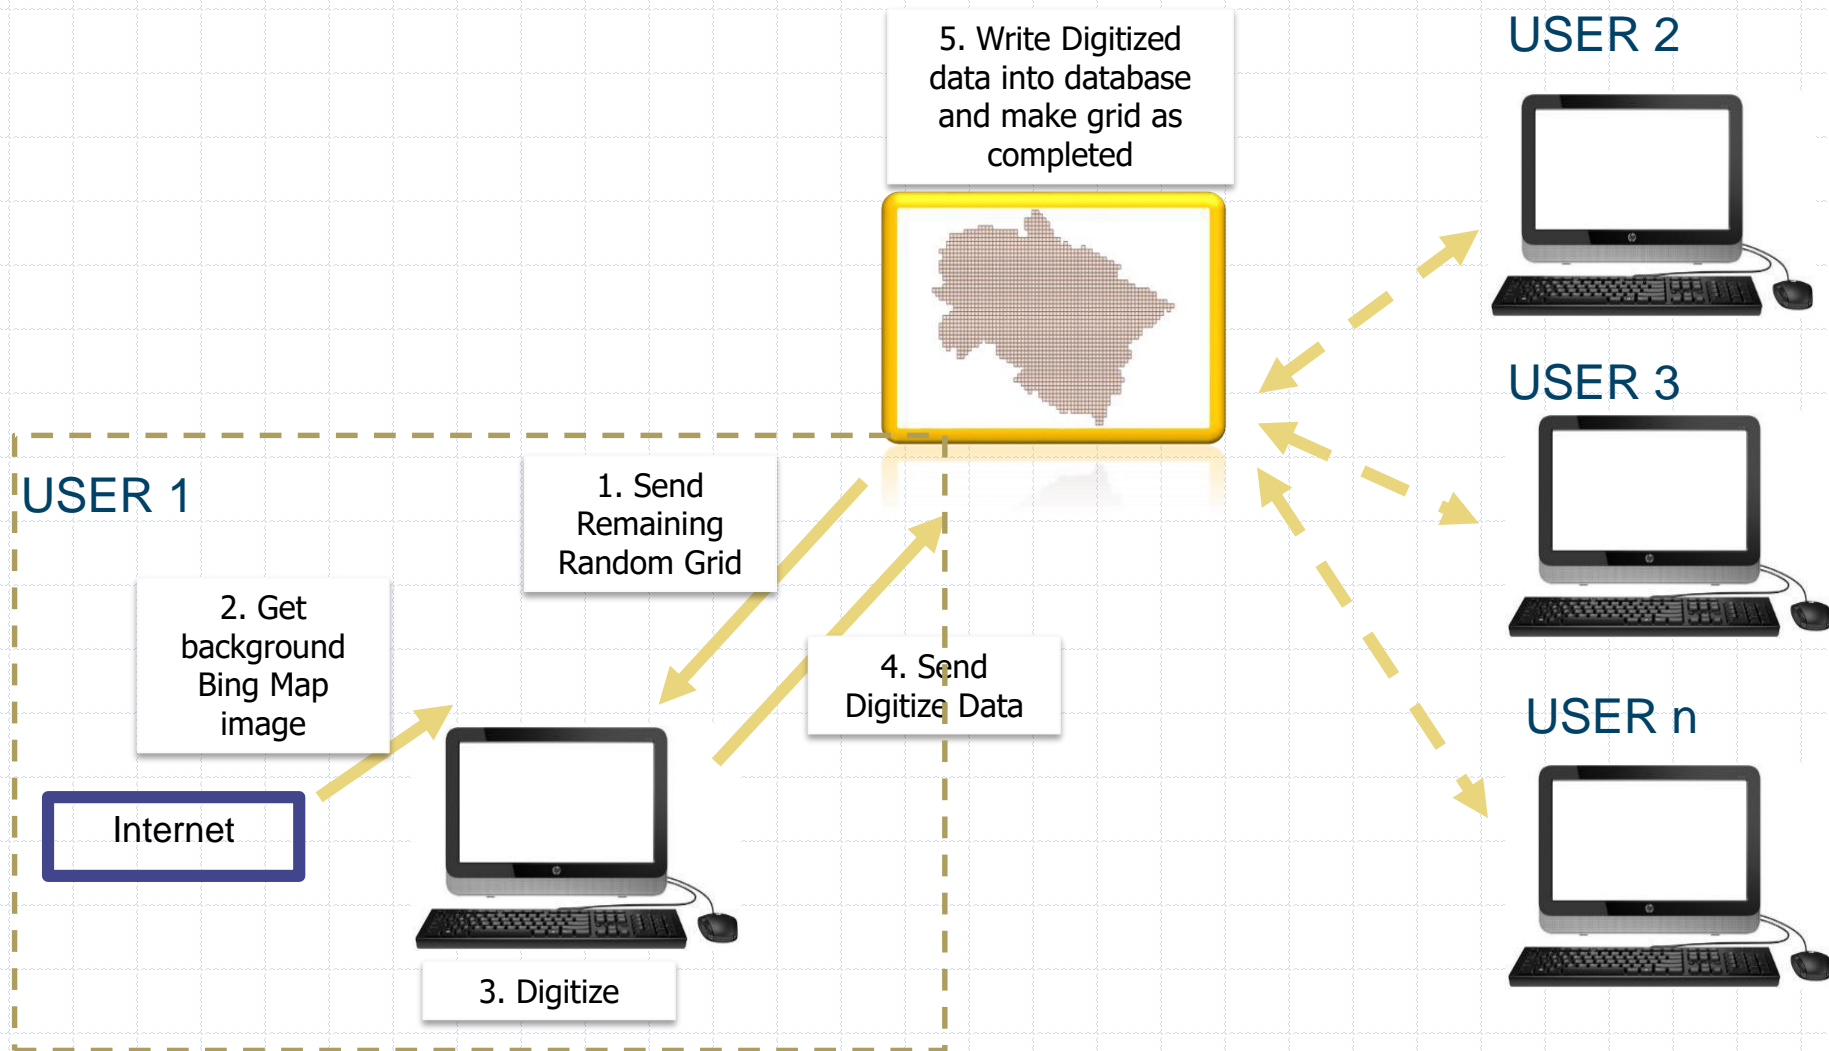 5. Write Digitized
data into database
and make grid as
completed
USER 2
USER 3
USER 1
1. Send
Remaining
Random Grid
2. Get
background
Bing Map
image
4. Send
Digitize Data
USER n
Internet
3. Digitize